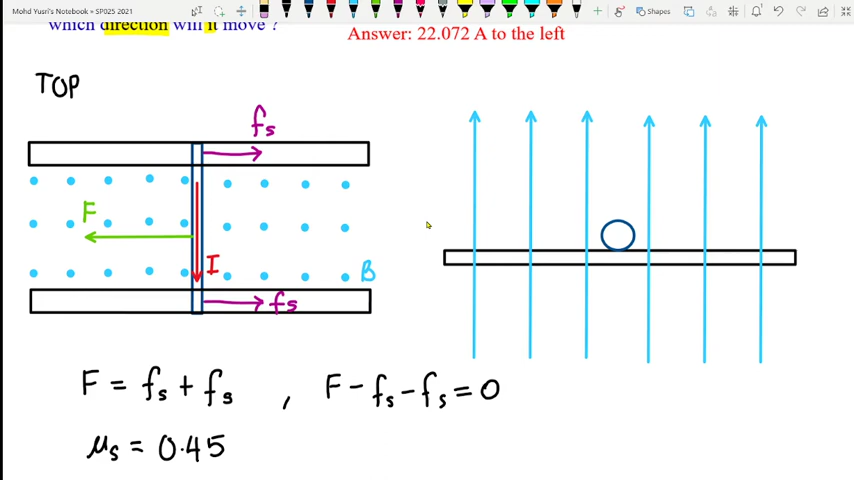 Mohd Yusri's Notebook » SP025 2021
Shapes
which direction will it move ?
Answer: 22.072 A to the left
TOP
fs
F
I
B
fs
F = fs + fs , F - fs - fs = 0
μs = 0.45